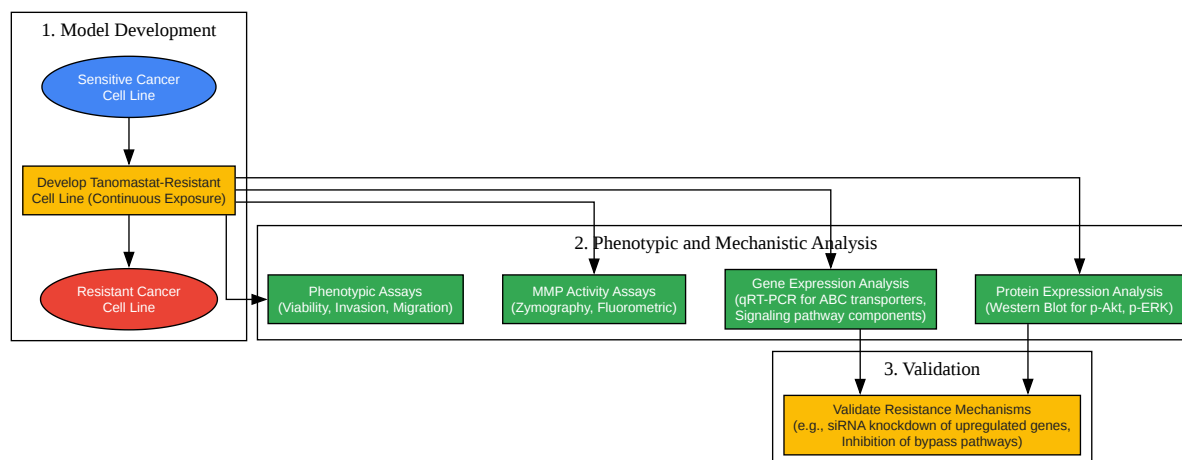 1. Model Development
Sensitive Cancer
Cell Line
Develop Tanomastat-Resistant
Cell Line (Continuous Exposure)
Resistant Cancer
Cell Line
2. Phenotypic and Mechanistic Analysis
Phenotypic Assays
(Viability, Invasion, Migration)
MMP Activity Assays
(Zymography, Fluorometric)
Gene Expression Analysis
(qRT-PCR for ABC transporters,
Signaling pathway components)
Protein Expression Analysis
(Western Blot for p-Akt, p-ERK)
3. Validation
Validate Resistance Mechanisms
(e.g., siRNA knockdown of upregulated genes,
Inhibition of bypass pathways)